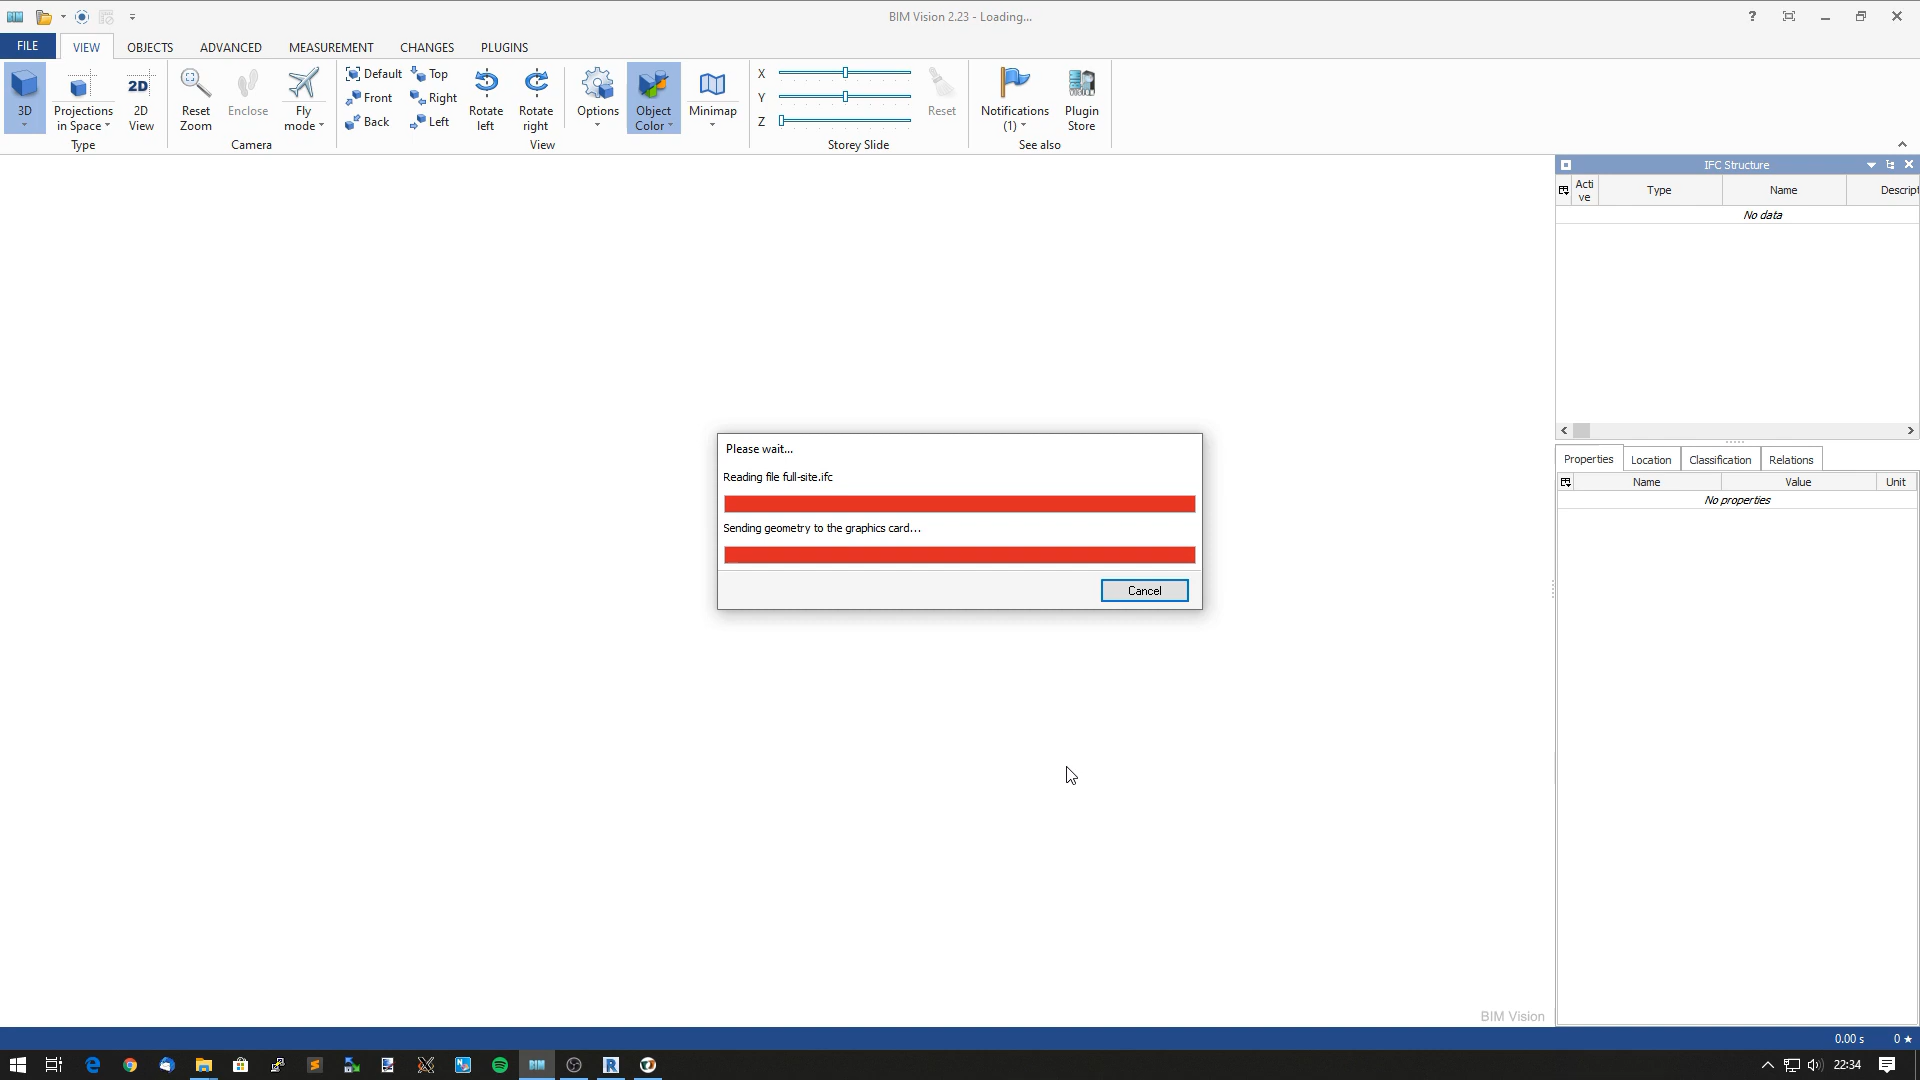 BIM Vision 2.23 - Loading...
FILE
VIEW
OBJECTS
ADVANCED
MEASUREMENT
CHANGES
PLUGINS
3D
Projections
in Space
2D
2D
View
Type
Reset
Zoom
Enclose
Fly
mode
Camera
Default
Top
Front
Right
Back
Left
Rotate
left
Rotate
right
View
Options
Object
Color
Minimap
X
Y
Z
Reset
Storey Slide
Notifications
(1)
Plugin
Store
See also
IFC Structure
Acti
ve
Type
Name
Descript
No data
Please wait...
Reading file full-site.ifc
Sending geometry to the graphics card...
Cancel
Properties
Location
Classification
Relations
Name
Value
Unit
No properties
BIM Vision
0.00 s
0
BIM
22:34